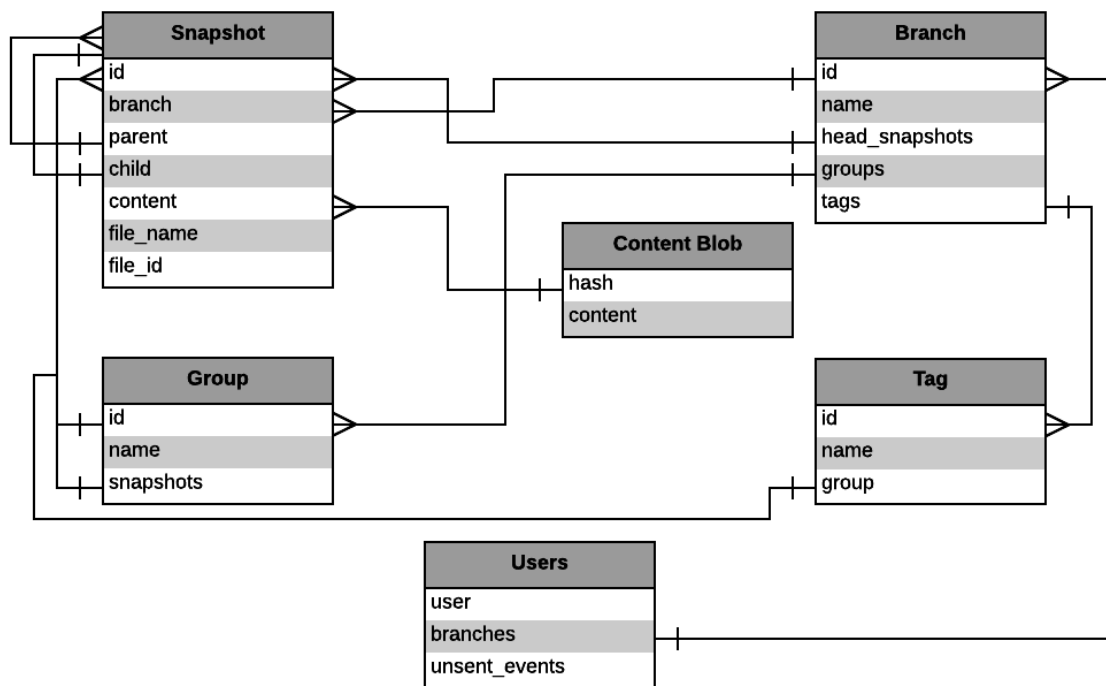 Snapshot
id
branch
parent
child
content
file_name
file_id
Branch
id
name
head_snapshots
groups
tags
Content Blob
hash
content
Group
id
name
snapshots
Tag
id
name
group
Users
user
branches
unsent_events